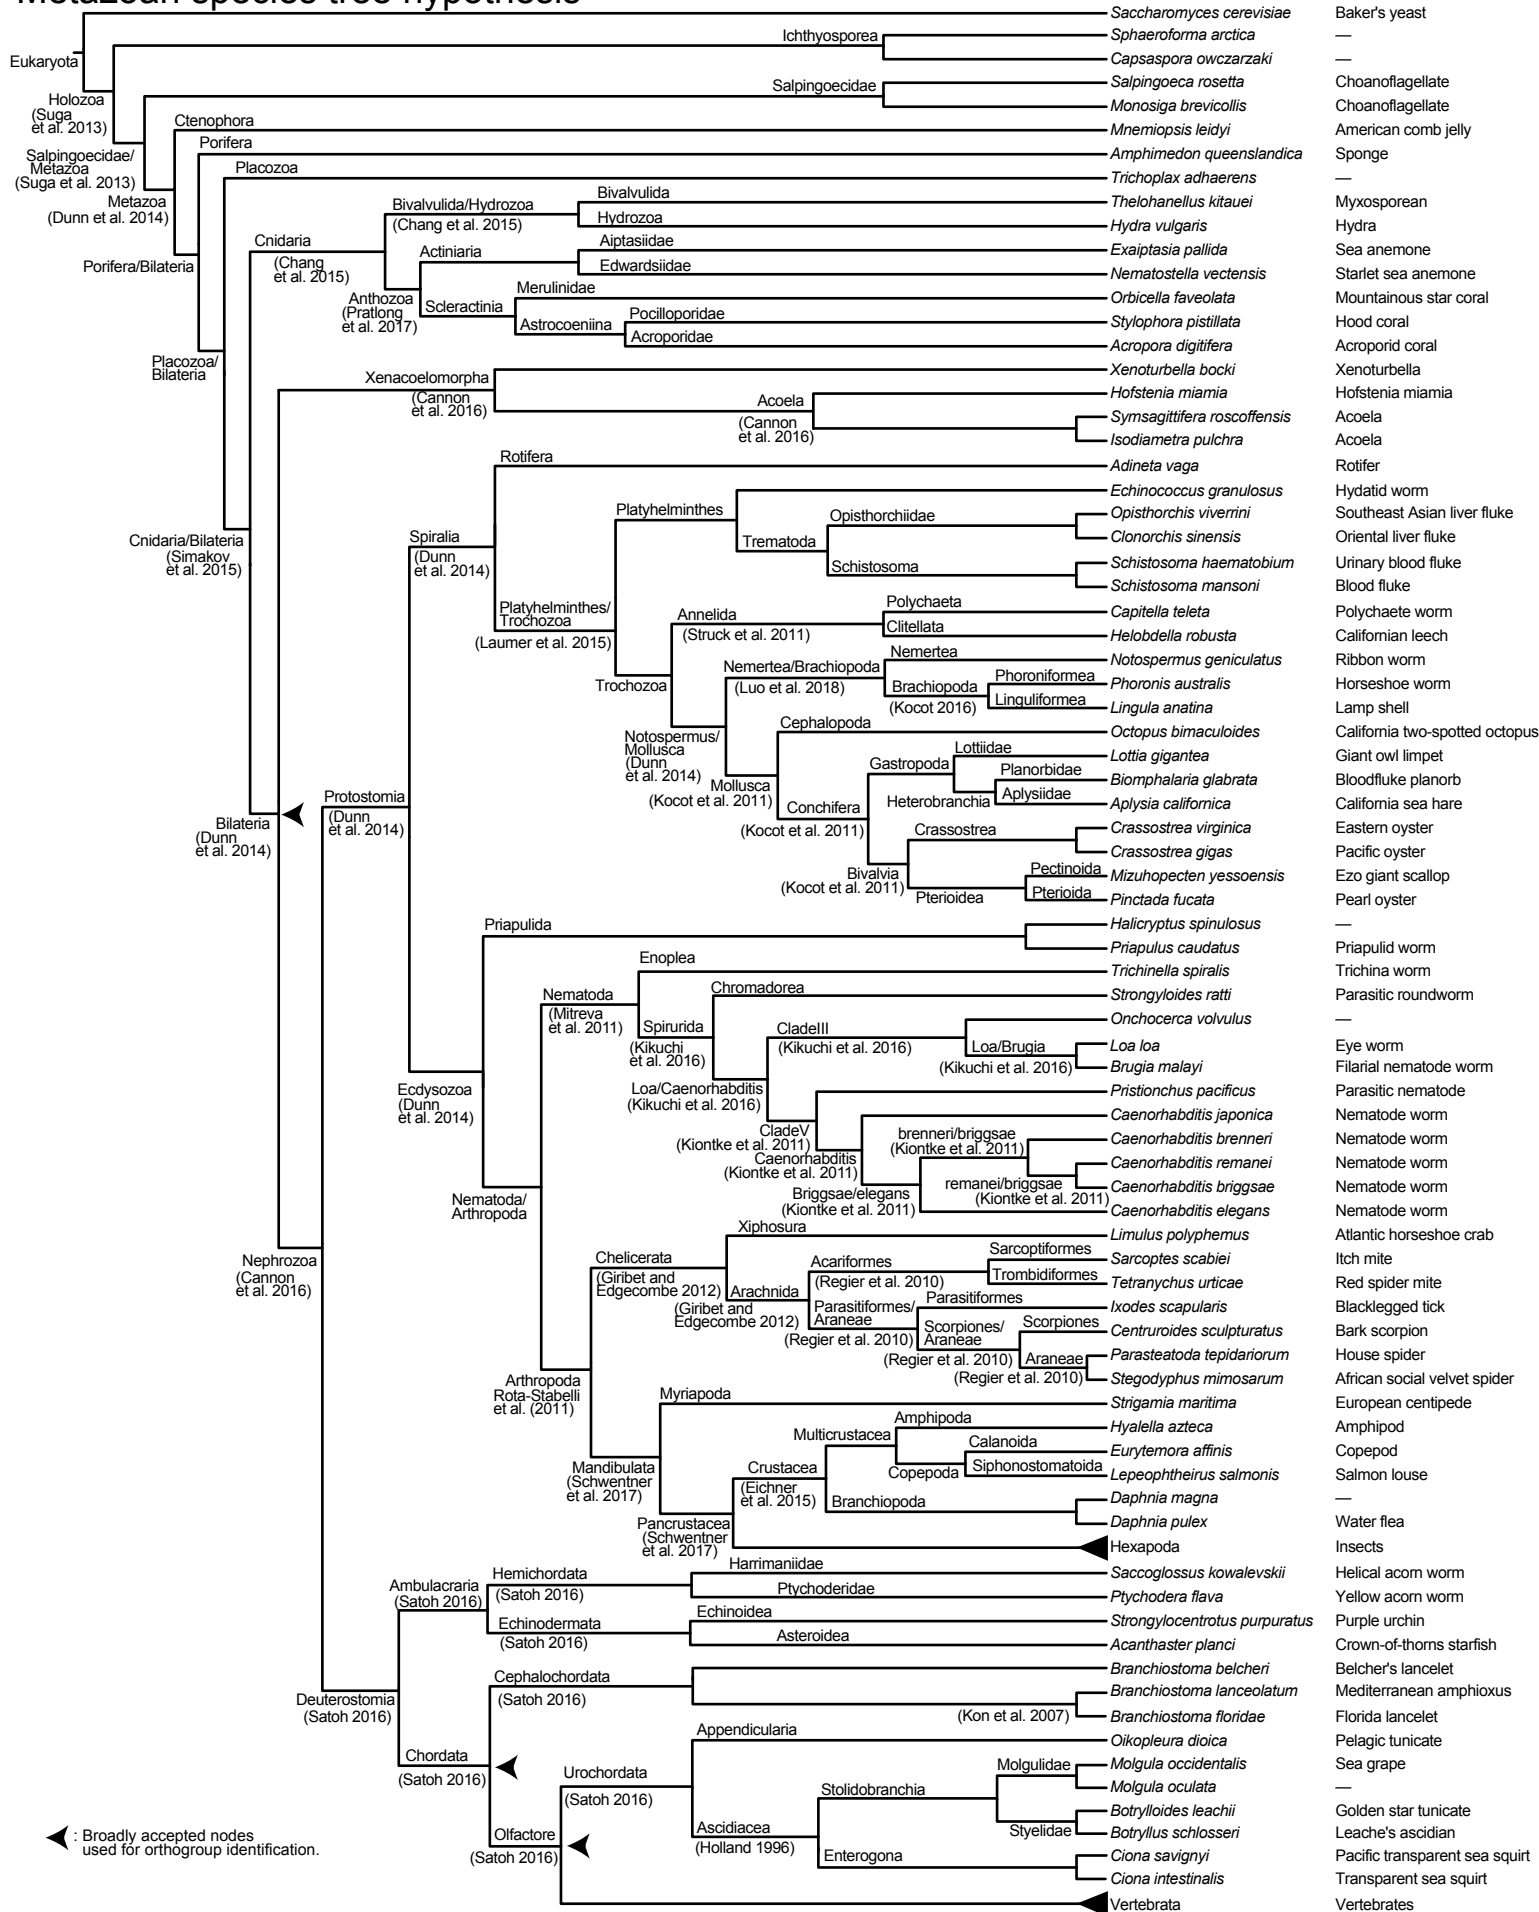 Metazoan species tree hypothesis
Saccharomyces cerevisiae Baker's yeast
Ichthyosporea
Sphaeroforma arctica —
Eukaryota
Capsaspora owczarzaki —
Salpingoecidae
Salpingoeca rosetta Choanoflagellate
Holozoa
(Suga
et al. 2013)
Monosiga brevicollis Choanoflagellate
Ctenophora
Mnemiopsis leidyi American comb jelly
Porifera
Salpingoecidae/
Metazoa
(Suga et al. 2013)
Amphimedon queenslandica Sponge
Placozoa
Trichoplax adhaerens —
Metazoa
(Dunn et al. 2014)
Bivalvulida
Bivalvulida/Hydrozoa
(Chang et al. 2015)
Thelohanellus kitauei Myxosporean
Hydrozoa
Hydra vulgaris Hydra
Cnidaria
(Chang
et al. 2015)
Actiniaria
Aiptasiidae
Exaiptasia pallida Sea anemone
Edwardsiidae
Porifera/Bilateria
Nematostella vectensis Starlet sea anemone
Merulinidae
Anthozoa
(Pratlong
et al. 2017)
Scleractinia
Orbicella faveolata Mountainous star coral
Pocilloporidae
Astrocoeniina
Stylophora pistillata Hood coral
Acroporidae
Acropora digitifera Acroporid coral
Placozoa/
Bilateria
Xenacoelomorpha
(Cannon
et al. 2016)
Xenoturbella bocki Xenoturbella
Hofstenia miamia Hofstenia miamia
Acoela
(Cannon
et al. 2016)
Symsagittifera roscoffensis Acoela
Isodiametra pulchra Acoela
Rotifera
Adineta vaga Rotifer
Echinococcus granulosus Hydatid worm
Platyhelminthes
Opisthorchiidae
Opisthorchis viverrini Southeast Asian liver fluke
Cnidaria/Bilateria
(Simakov
et al. 2015)
Spiralia
(Dunn
et al. 2014)
Trematoda
Clonorchis sinensis Oriental liver fluke
Schistosoma
Schistosoma haematobium Urinary blood fluke
Schistosoma mansoni Blood fluke
Platyhelminthes/
Trochozoa
(Laumer et al. 2015)
Annelida
(Struck et al. 2011)
Polychaeta
Capitella teleta Polychaete worm
Clitellata
Helobdella robusta Californian leech
Nemertea
Nemertea/Brachiopoda
(Luo et al. 2018)
Notospermus geniculatus Ribbon worm
Trochozoa
Phoroniformea
Brachiopoda
(Kocot 2016)
Phoronis australis Horseshoe worm
Linguliformea
Lingula anatina Lamp shell
Cephalopoda
Octopus bimaculoides California two-spotted octopus
Notospermus/
Mollusca
(Dunn
et al. 2014)
Lottiidae
Lottia gigantea Giant owl limpet
Gastropoda
Planorbidae
Biomphalaria glabrata Bloodfluke planorb
Mollusca
(Kocot et al. 2011)
Heterobranchia
Aplysiidae
Aplysia californica California sea hare
Protostomia
(Dunn
et al. 2014)
Conchifera
(Kocot et al. 2011)
Bilateria
(Dunn
et al. 2014)
Crassostrea
Crassostrea virginica Eastern oyster
Crassostrea gigas Pacific oyster
Bivalvia
(Kocot et al. 2011)
Pectinoida
Mizuhopecten yessoensis Ezo giant scallop
Pterioidea
Pterioida
Pinctada fucata Pearl oyster
Priapulida
Halicryptus spinulosus —
Priapulus caudatus Priapulid worm
Enoplea
Trichinella spiralis Trichina worm
Nematoda
(Mitreva
et al. 2011)
Chromadorea
Strongyloides ratti Parasitic roundworm
Spirurida
(Kikuchi
et al. 2016)
CladeIII
(Kikuchi et al. 2016)
Onchocerca volvulus —
Loa/Brugia
(Kikuchi et al. 2016)
Loa loa Eye worm
Brugia malayi Filarial nematode worm
Ecdysozoa
(Dunn
et al. 2014)
Loa/Caenorhabditis
(Kikuchi et al. 2016)
Pristionchus pacificus Parasitic nematode
Caenorhabditis japonica Nematode worm
CladeV
(Kiontke et al. 2011)
brenneri/briggsae
(Kiontke et al. 2011)
Caenorhabditis brenneri Nematode worm
Caenorhabditis
(Kiontke et al. 2011)
Caenorhabditis remanei Nematode worm
remanei/briggsae
(Kiontke et al. 2011)
Caenorhabditis briggsae Nematode worm
Briggsae/elegans
(Kiontke et al. 2011)
Caenorhabditis elegans Nematode worm
Nematoda/
Arthropoda
Xiphosura
Limulus polyphemus Atlantic horseshoe crab
Nephrozoa
(Cannon
et al. 2016)
Chelicerata
(Giribet and
Edgecombe 2012)
Acariformes
(Regier et al. 2010)
Sarcoptiformes
Sarcoptes scabiei Itch mite
Trombidiformes
Tetranychus urticae Red spider mite
Arachnida
(Giribet and
Edgecombe 2012)
Parasitiformes/
Araneae
(Regier et al. 2010)
Parasitiformes
Ixodes scapularis Blacklegged tick
Scorpiones/
Araneae
(Regier et al. 2010)
Scorpiones
Centruroides sculpturatus Bark scorpion
Araneae
(Regier et al. 2010)
Parasteatoda tepidariorum House spider
Stegodyphus mimosarum African social velvet spider
Arthropoda
Rota-Stabelli
et al. (2011)
Myriapoda
Strigamia maritima European centipede
Amphipoda
Hyalella azteca Amphipod
Multicrustacea
Calanoida
Eurytemora affinis Copepod
Copepoda
Siphonostomatoida
Lepeophtheirus salmonis Salmon louse
Mandibulata
(Schwentner
et al. 2017)
Crustacea
(Eichner
et al. 2015)
Branchiopoda
Daphnia magna —
Daphnia pulex Water flea
Pancrustacea
(Schwentner
et al. 2017)
Hexapoda Insects
Harrimaniidae
Hemichordata
(Satoh 2016)
Saccoglossus kowalevskii Helical acorn worm
Ambulacraria
(Satoh 2016)
Ptychoderidae
Ptychodera flava Yellow acorn worm
Echinoidea
Echinodermata
(Satoh 2016)
Strongylocentrotus purpuratus Purple urchin
Asteroidea
Acanthaster planci Crown-of-thorns starfish
Cephalochordata
(Satoh 2016)
Branchiostoma belcheri Belcher's lancelet
Branchiostoma lanceolatum Mediterranean amphioxus
Deuterostomia
(Satoh 2016)
(Kon et al. 2007)
Branchiostoma floridae Florida lancelet
Appendicularia
Oikopleura dioica Pelagic tunicate
Chordata
(Satoh 2016)
Urochordata
(Satoh 2016)
Molgulidae
Molgula occidentalis Sea grape
Stolidobranchia
Molgula oculata —
Botrylloides leachii Golden star tunicate
Styelidae
Botryllus schlosseri Leache's ascidian
Ascidiacea
(Holland 1996)
Olfactore
(Satoh 2016)
Enterogona
Ciona savignyi Pacific transparent sea squirt
Ciona intestinalis Transparent sea squirt
Vertebrata Vertebrates
: Broadly accepted nodes
used for orthogroup identification.